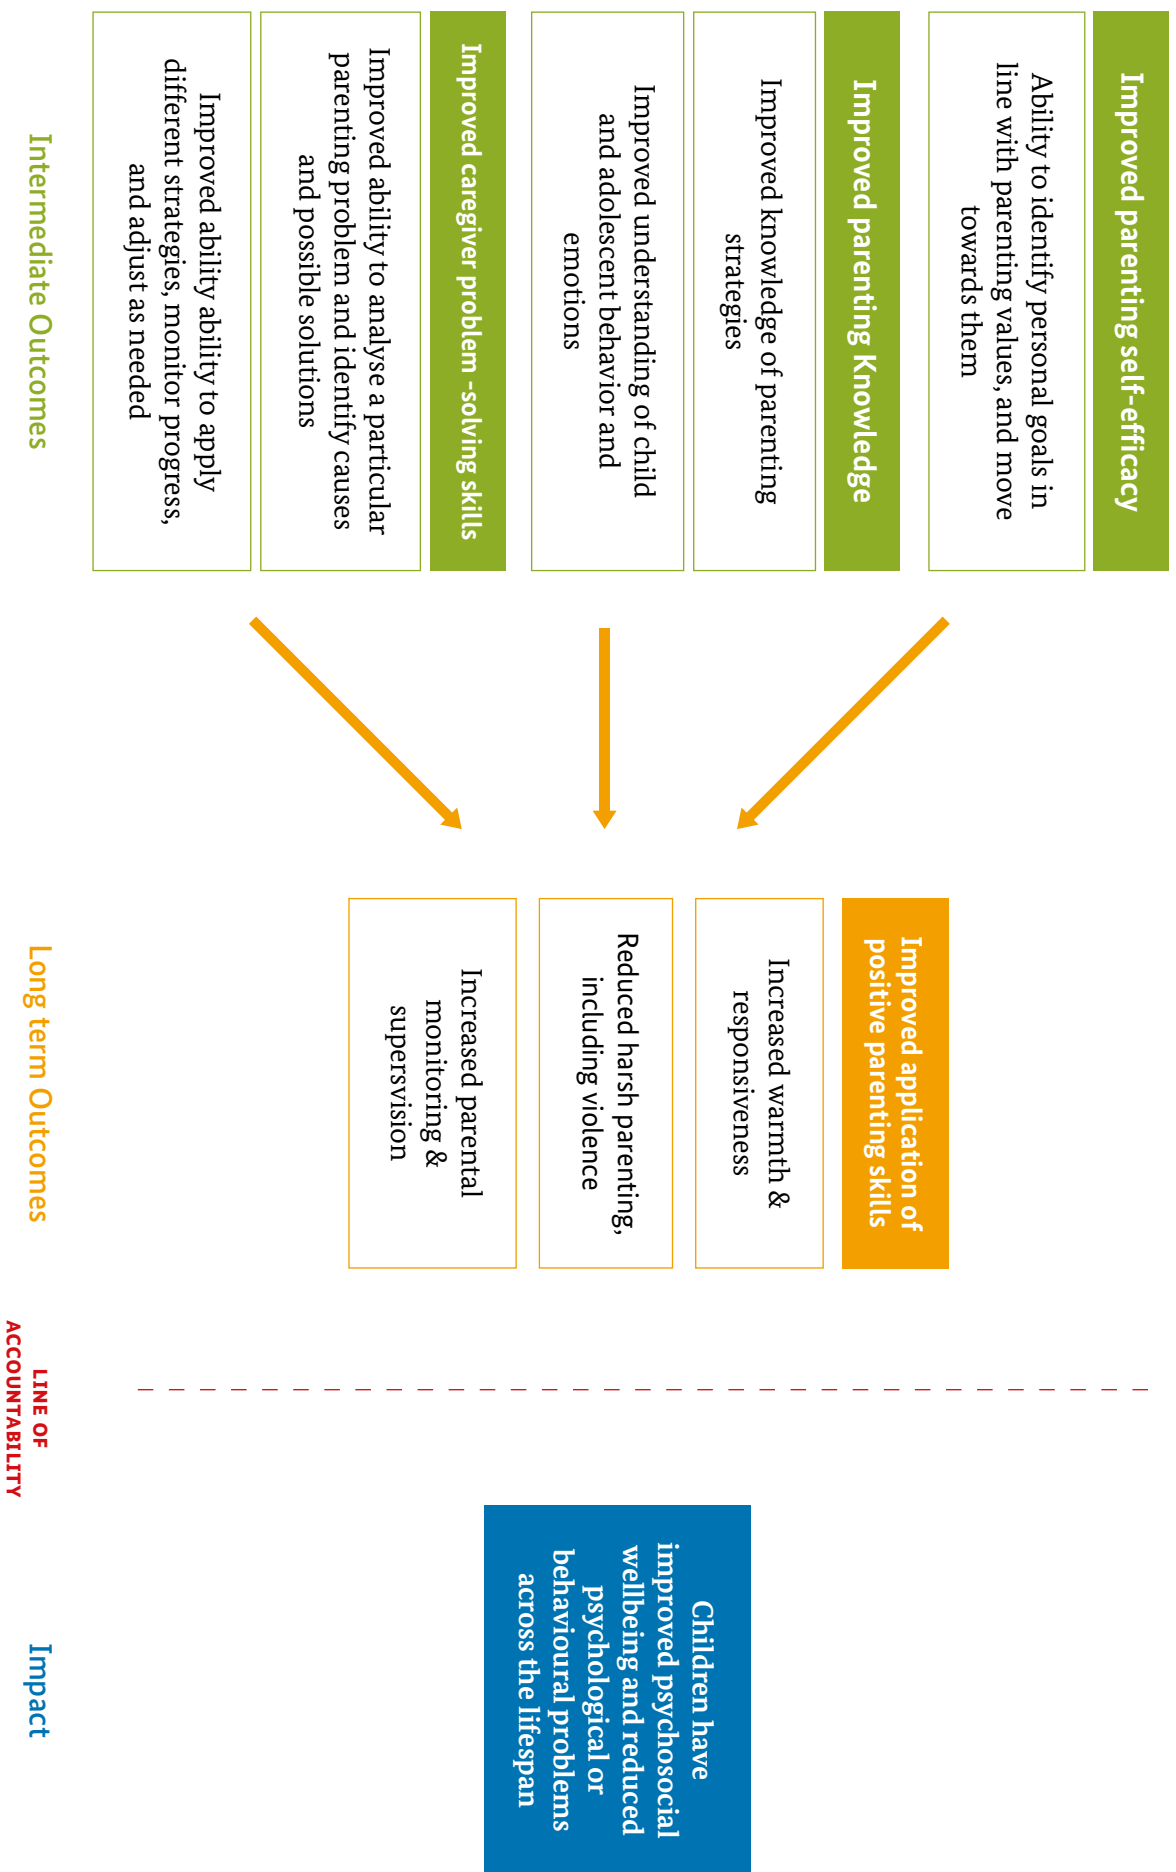 Improved parenting self-efficacy
Ability to identify personal goals in
line with parenting values, and move
towards them
Improved parenting Knowledge
Improved knowledge of parenting
strategies
Improved understanding of child
and adolescent behavior and
emotions
Improved caregiver problem -solving skills
Improved ability to analyse a particular
parenting problem and identify causes
and possible solutions
Improved ability ability to apply
different strategies, monitor progress,
and adjust as needed
Intermediate Outcomes
Improved application of
positive parenting skills
Increased warmth &
responsiveness
Reduced harsh parenting,
including violence
Increased parental
monitoring &
supersvision
Long term Outcomes
LINE OF
ACCOUNTABILITY
Children have
improved psychosocial
wellbeing and reduced
psychological or
behavioural problems
across the lifespan
Impact